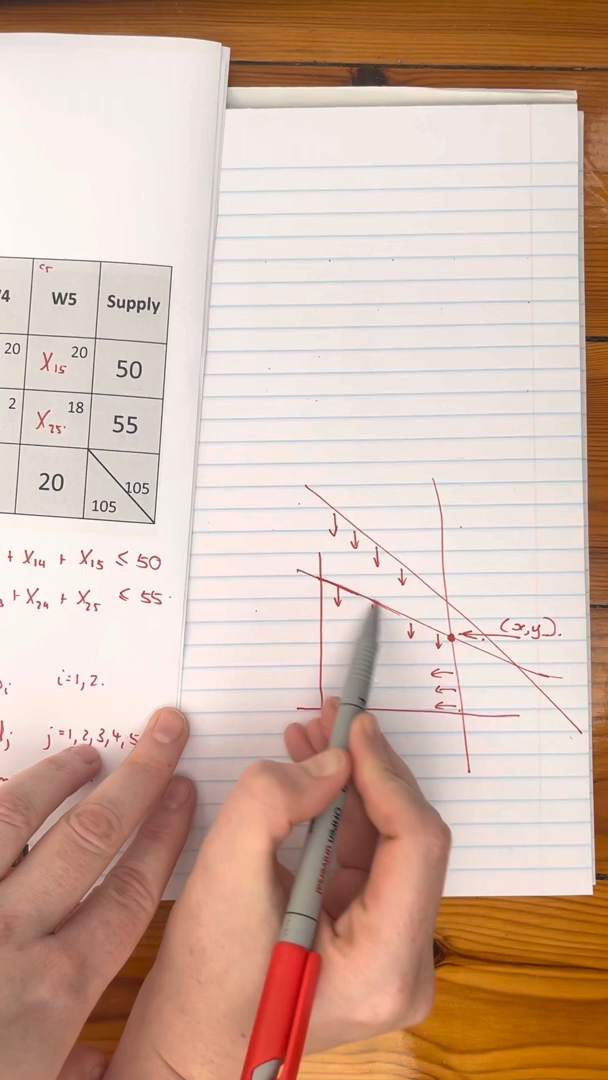 W5 Supply
20 X₁₅ 20 50
2 X₂₅ 18 55
20 105 105
+ X₁₄ + X₁₅ ≤ 50
+ X₂₄ + X₂₅ ≤ 55
i=1,2.
j=1,2,3,4,5
(x,y).
universal